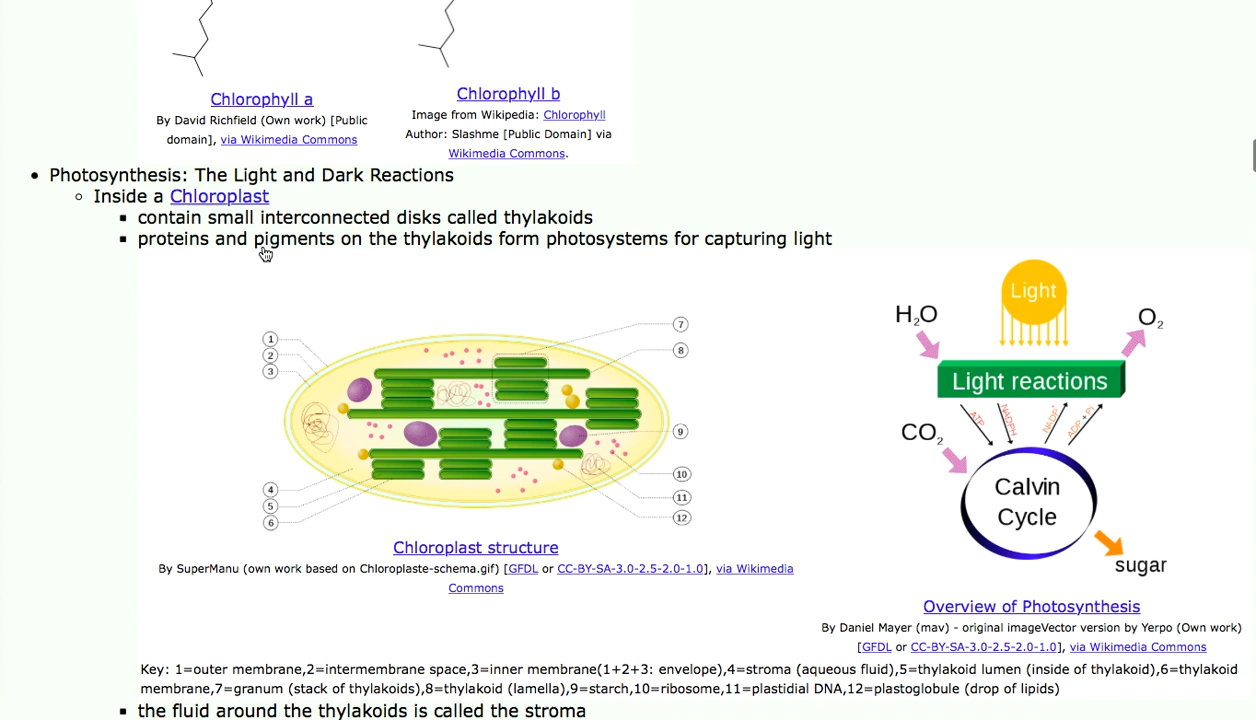 Chlorophyll a
By David Richfield (Own work) [Public
domain], via Wikimedia Commons
Chlorophyll b
Image from Wikipedia: Chlorophyll
Author: Slashme [Public Domain] via
Wikimedia Commons.
• Photosynthesis: The Light and Dark Reactions
Inside a Chloroplast
contain small interconnected disks called thylakoids
proteins and pigments on the thylakoids form photosystems for capturing light
1
2
3
4
5
6
7
8
9
10
11
12
Chloroplast structure
By SuperManu (own work based on Chloroplaste-schema.gif) [GFDL or CC-BY-SA-3.0-2.5-2.0-1.0], via Wikimedia
Commons
Light
H₂O
O₂
Light reactions
ATP
NADPH
NADP⁺
ADP + Pi
CO₂
Calvin
Cycle
sugar
Overview of Photosynthesis
By Daniel Mayer (mav) - original imageVector version by Yerpo (Own work)
[GFDL or CC-BY-SA-3.0-2.5-2.0-1.0], via Wikimedia Commons
Key: 1=outer membrane,2=intermembrane space,3=inner membrane(1+2+3: envelope),4=stroma (aqueous fluid),5=thylakoid lumen (inside of thylakoid),6=thylakoid
membrane,7=granum (stack of thylakoids),8=thylakoid (lamella),9=starch,10=ribosome,11=plastidial DNA,12=plastoglobule (drop of lipids)
the fluid around the thylakoids is called the stroma